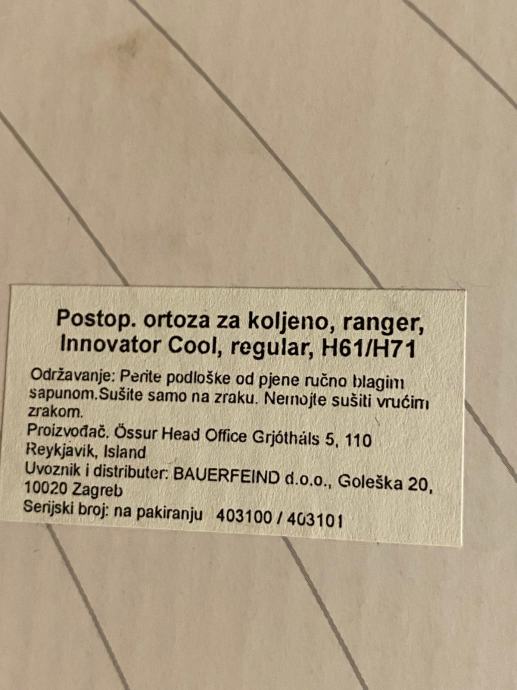 Postop. ortoza za koljeno, ranger,
Innovator Cool, regular, H61/H71
Održavanje: Perite podloške od pjene ručno blagim
sapunom.Sušite samo na zraku. Nemojte sušiti vrućim
zrakom.
Proizvođač. Össur Head Office Grjótháls 5, 110
Reykjavik, Island
Uvoznik i distributer: BAUERFEIND d.o.o., Goleška 20,
10020 Zagreb
Serijski broj: na pakiranju 403100 / 403101